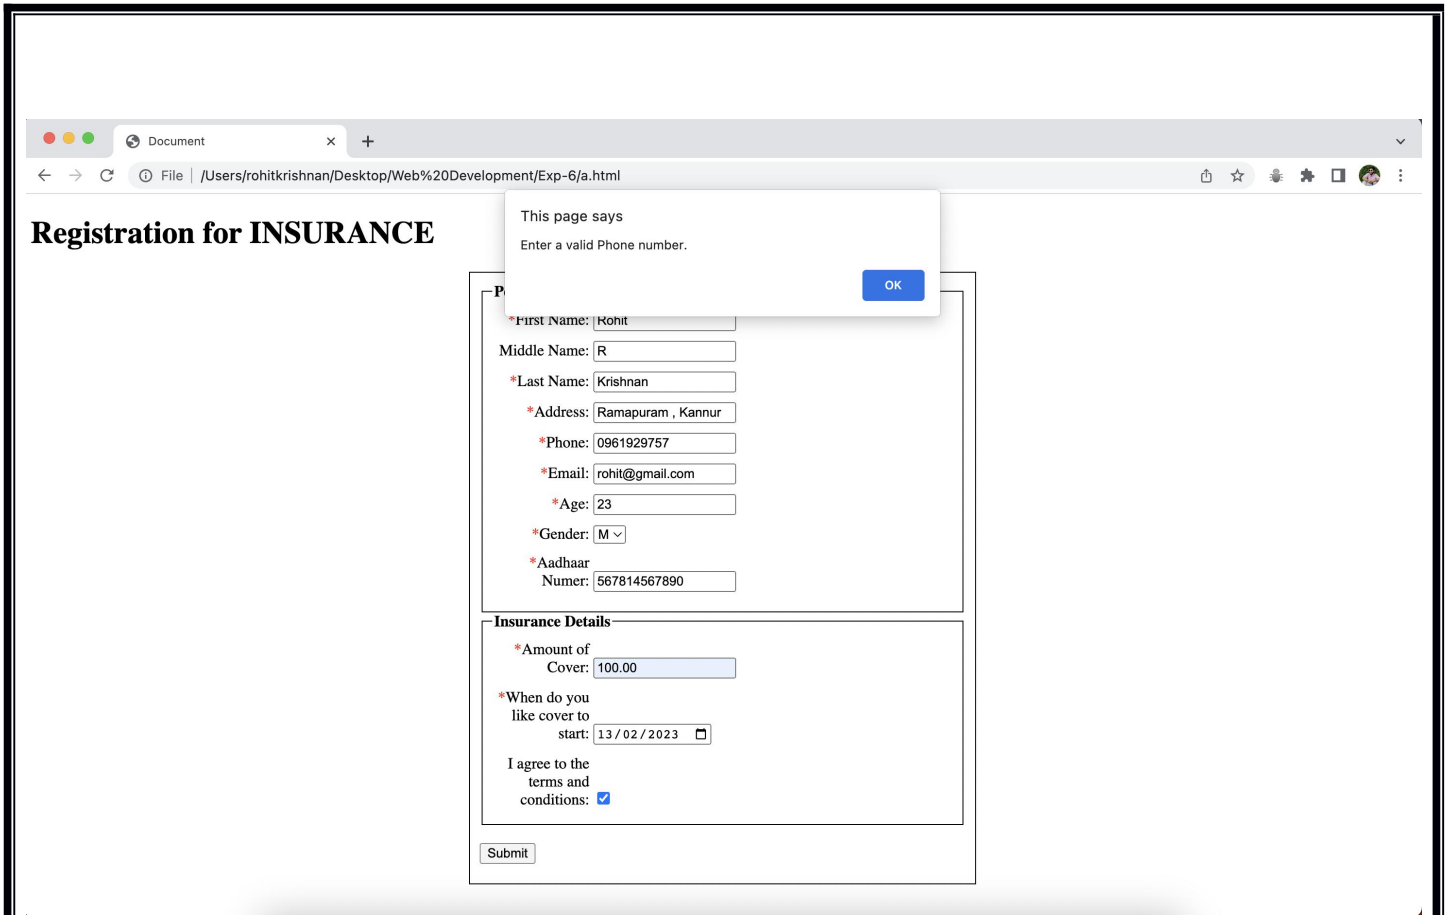 Document
File /Users/rohitkrishnan/Desktop/Web%20Development/Exp-6/a.html
This page says
Enter a valid Phone number.
OK
Registration for INSURANCE
*First Name: Rohit
Middle Name: R
*Last Name: Krishnan
*Address: Ramapuram , Kannur
*Phone: 0961929757
*Email: rohit@gmail.com
*Age: 23
*Gender: M
*Aadhaar
Numer: 567814567890
Insurance Details
*Amount of
Cover: 100.00
*When do you
like cover to
start: 13/02/2023
I agree to the
terms and
conditions:
Submit